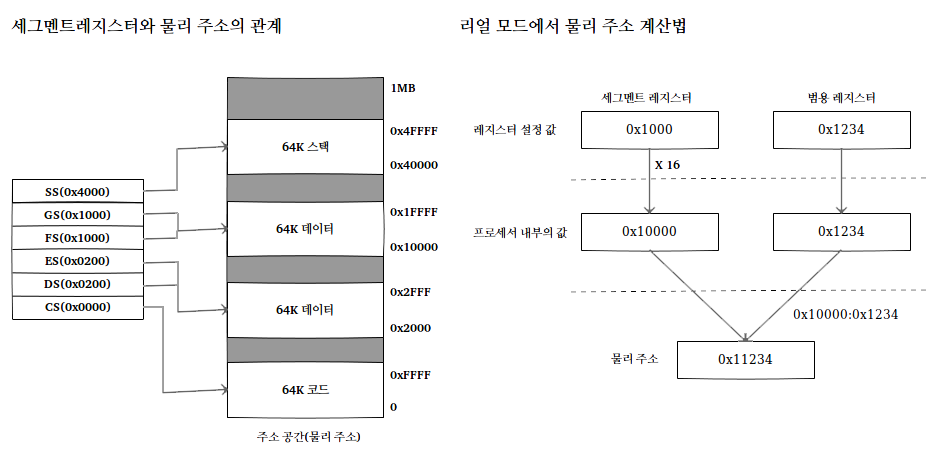 세그멘트레지스터와 물리 주소의 관계
1MB
0x4FFFF
64K 스택
0x40000
SS(0x4000)
GS(0x1000)
FS(0x1000)
ES(0x0200)
DS(0x0200)
CS(0x0000)
0x1FFFF
64K 데이터
0x10000
0x2FFF
64K 데이터
0x2000
0xFFFF
64K 코드
0
주소 공간(물리 주소)
리얼 모드에서 물리 주소 계산법
세그멘트 레지스터
범용 레지스터
레지스터 설정 값
0x1000
0x1234
X 16
프로세서 내부의 값
0x10000
0x1234
0x10000:0x1234
물리 주소
0x11234